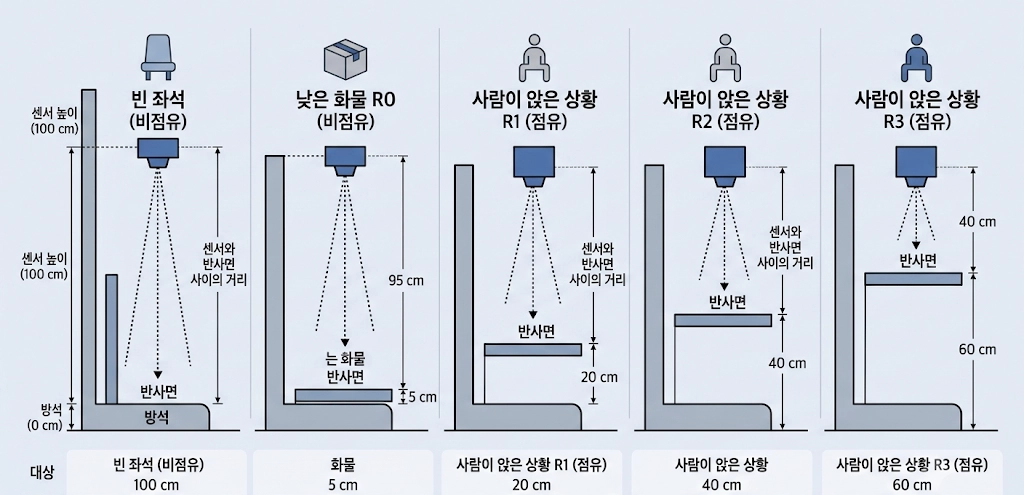 빈 좌석
(비점유)
낮은 화물 R0
(비점유)
사람이 앉은 상황
R1 (점유)
사람이 앉은 상황
R2 (점유)
사람이 앉은 상황
R3 (점유)
센서 높이
(100 cm)
센서 높이
(100 cm)
방석
(0 cm)
센서와
반사면
사이의 거리
반사면
방석
95 cm
는 화물
반사면
5 cm
센서와
반사면
사이의 거리
반사면
20 cm
센서와
반사면
사이의 거리
반사면
40 cm
40 cm
반사면
60 cm
대상
빈 좌석 (비점유)
100 cm
화물
5 cm
사람이 앉은 상황 R1 (점유)
20 cm
사람이 앉은 상황
40 cm
사람이 앉은 상황 R3 (점유)
60 cm